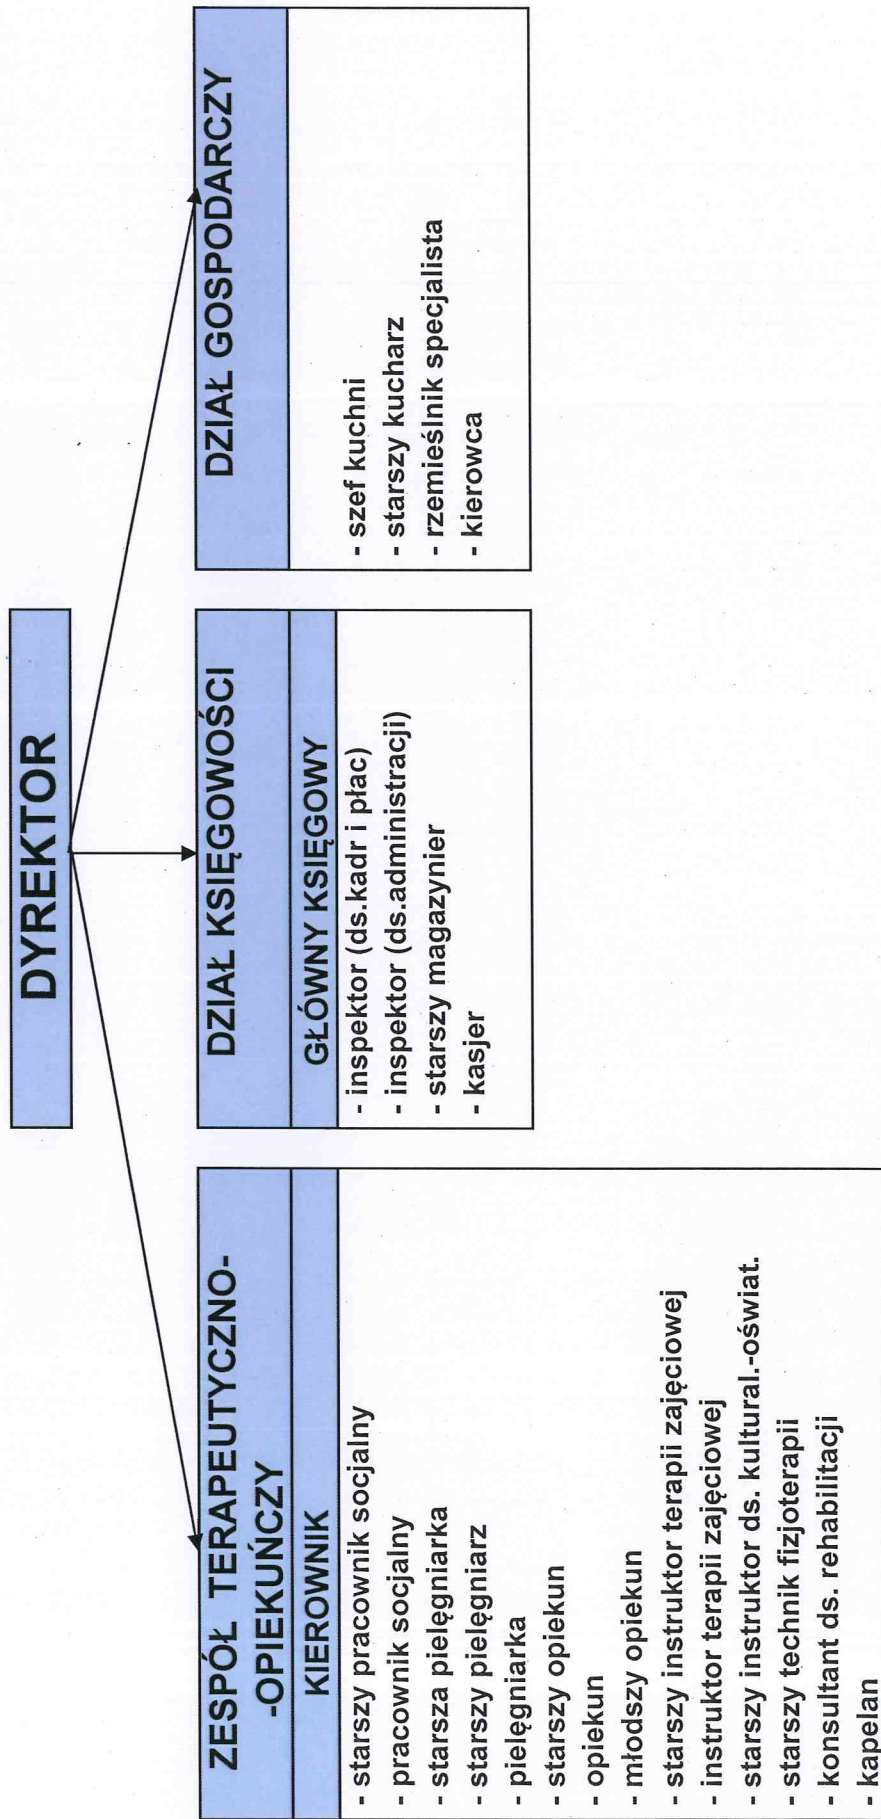 DYREKTOR
ZESPÓŁ TERAPEUTYCZNO-
-OPIEKUŃCZY
KIEROWNIK
- starszy pracownik socjalny
- pracownik socjalny
- starsza pielęgniarka
- starszy pielęgniarz
- pielęgniarka
- starszy opiekun
- opiekun
- młodszy opiekun
- starszy instruktor terapii zajęciowej
- instruktor terapii zajęciowej
- starszy instruktor ds. kultural.-oświat.
- starszy technik fizjoterapii
- konsultant ds. rehabilitacji
- kapelan
DZIAŁ KSIĘGOWOŚCI
GŁÓWNY KSIĘGOWY
- inspektor (ds.kadr i płac)
- inspektor (ds.administracji)
- starszy magazynier
- kasjer
DZIAŁ GOSPODARCZY
- szef kuchni
- starszy kucharz
- rzemieślnik specjalista
- kierowca